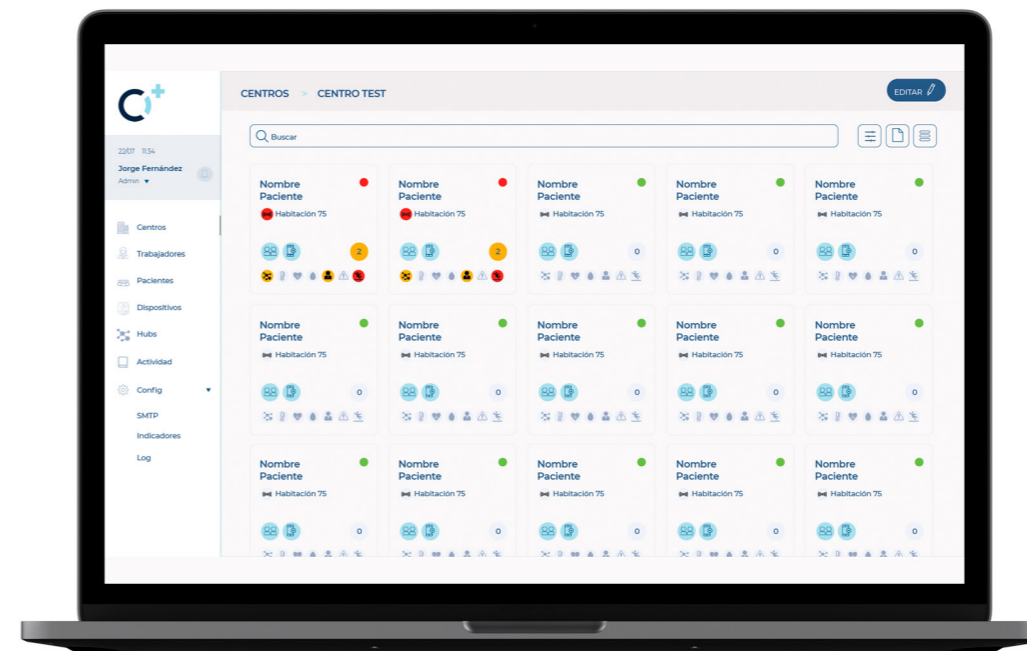 CENTROS > CENTRO TEST
EDITAR
Buscar
22/07 11:34
Jorge Fernández
Admin
Centros
Trabajadores
Pacientes
Dispositivos
Hubs
Actividad
Config
SMTP
Indicadores
Log
Nombre
Paciente
Habitación 75
2
Nombre
Paciente
Habitación 75
2
Nombre
Paciente
Habitación 75
0
Nombre
Paciente
Habitación 75
0
Nombre
Paciente
Habitación 75
0
Nombre
Paciente
Habitación 75
0
Nombre
Paciente
Habitación 75
0
Nombre
Paciente
Habitación 75
0
Nombre
Paciente
Habitación 75
0
Nombre
Paciente
Habitación 75
0
Nombre
Paciente
Habitación 75
0
Nombre
Paciente
Habitación 75
0
Nombre
Paciente
Habitación 75
0
Nombre
Paciente
Habitación 75
0
Nombre
Paciente
Habitación 75
0